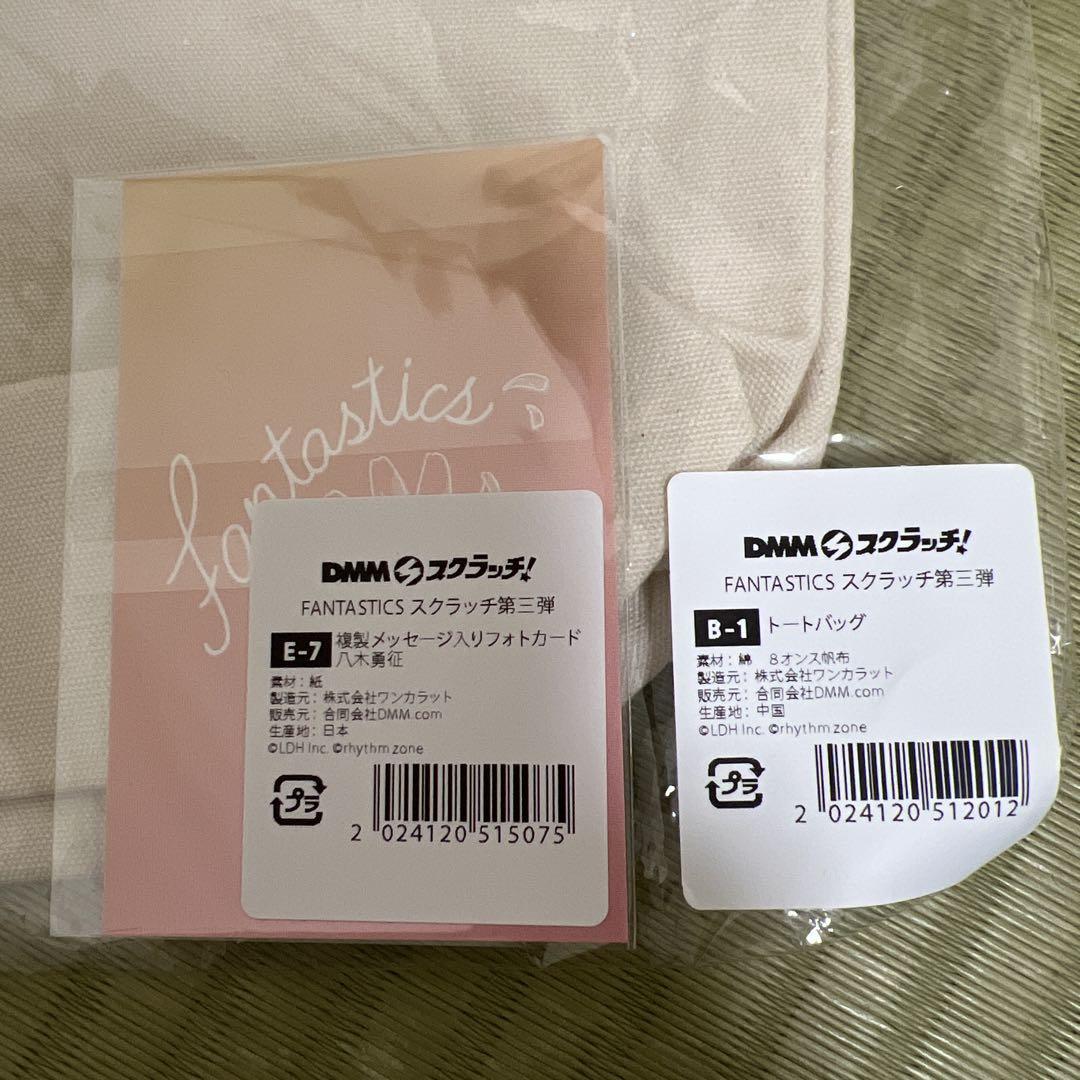 fantastics
DMM スクラッチ!
FANTASTICS スクラッチ第三弾
E-7 複製メッセージ入りフォトカード
八木勇征
素材：紙
製造元：株式会社ワンカラット
販売元：合同会社DMM.com
生産地：日本
©LDH Inc. ©rhythm zone
プラ
2 024120 515075
DMM スクラッチ!
FANTASTICS スクラッチ第三弾
B-1 トートバッグ
素材：綿 8オンス帆布
製造元：株式会社ワンカラット
販売元：合同会社DMM.com
生産地：中国
©LDH Inc. ©rhythm zone
プラ
2 024120 512012